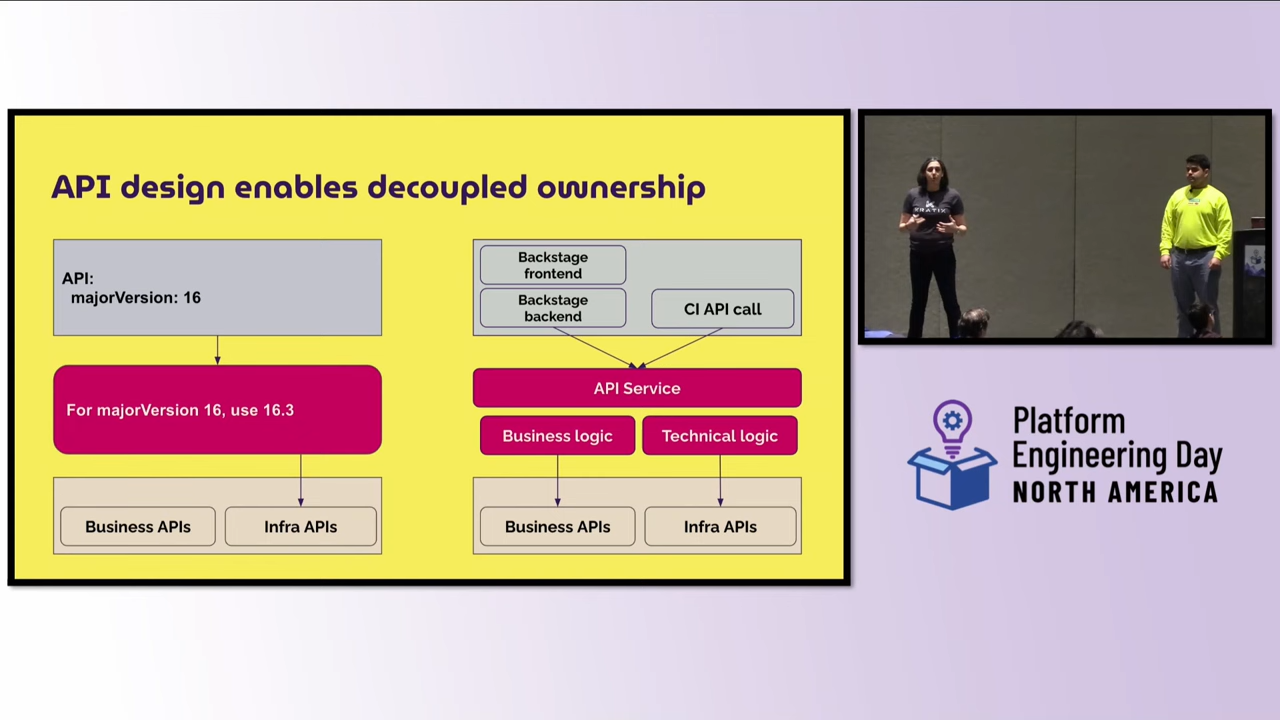 API design enables decoupled ownership
API:
majorVersion: 16
For majorVersion 16, use 16.3
Business APIs
Infra APIs
Backstage
frontend
Backstage
backend
CI API call
API Service
Business logic
Technical logic
Business APIs
Infra APIs
KRATIX
Platform
Engineering Day
NORTH AMERICA